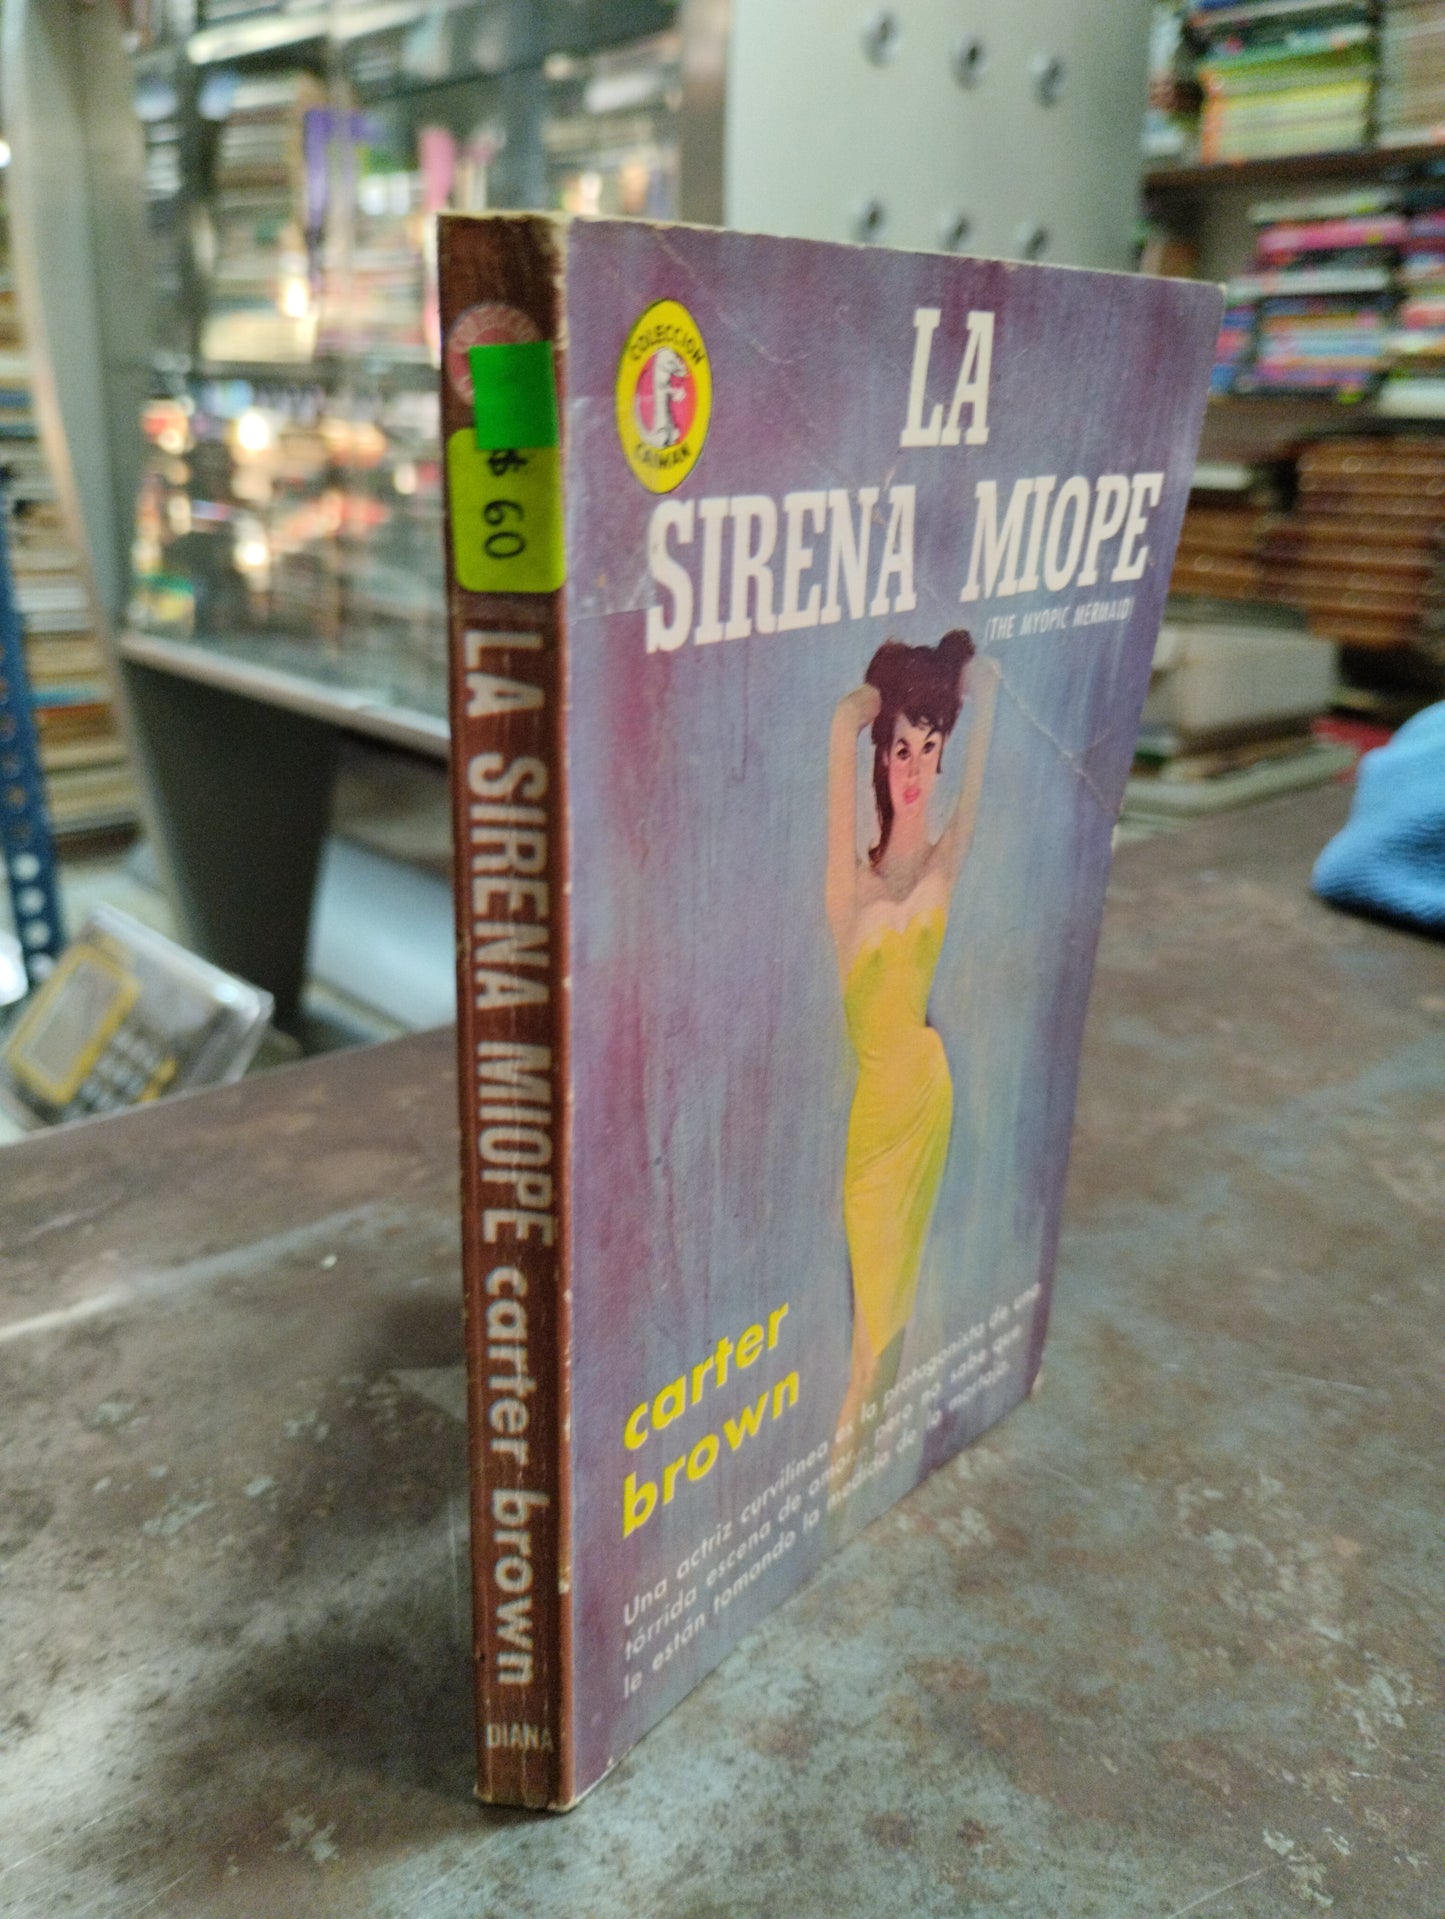 $ 60
LA SIRENA MIOPE carter brown
DIANA
COLECCION
CAIMAN
LA
SIRENA MIOPE
(THE MYOPIC MERMAID)
carter
brown
Una actriz curvilínea es la protagonista de una
tórrida escena de amor... pero no sabe que
le están tomando la medida de la mortaja.